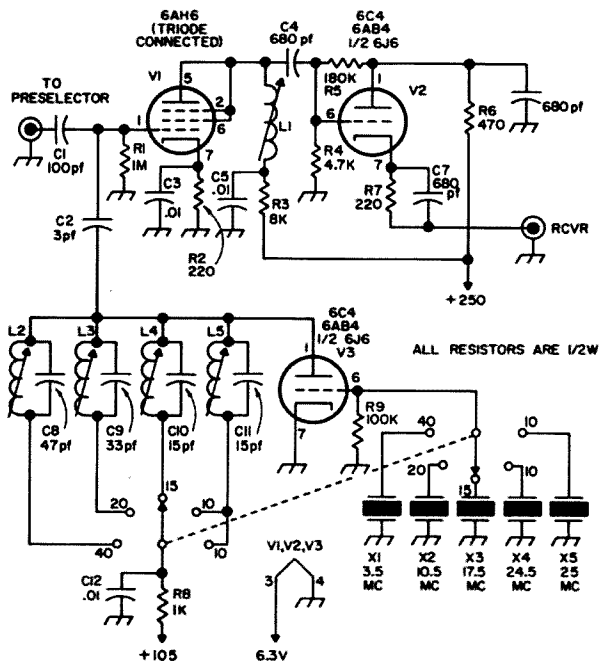 6AH6
(TRIODE
CONNECTED)
C4
680pf
6C4
6AB4
1/2 6J6
TO
PRESELECTOR
V1
5
2
6
1
7
180K
R5
1
V2
6
7
680pf
R6
470
L1
C1
100pf
R1
1M
C3
.01
C5
.01
R4
4.7K
R3
8K
R7
220
C7
680
pf
C2
3pf
R2
220
RCVR
+250
6C4
6AB4
1/2 6J6
V3
1
6
7
ALL RESISTORS ARE 1/2W
L2
L3
L4
L5
C8
47pf
C9
33pf
C10
15pf
C11
15pf
R9
100K
40
10
20
15
10
15
20
10
40
10
X1
3.5
MC
X2
10.5
MC
X3
17.5
MC
X4
24.5
MC
X5
25
MC
V1,V2,V3
3
4
C12
.01
R8
1K
+105
6.3V